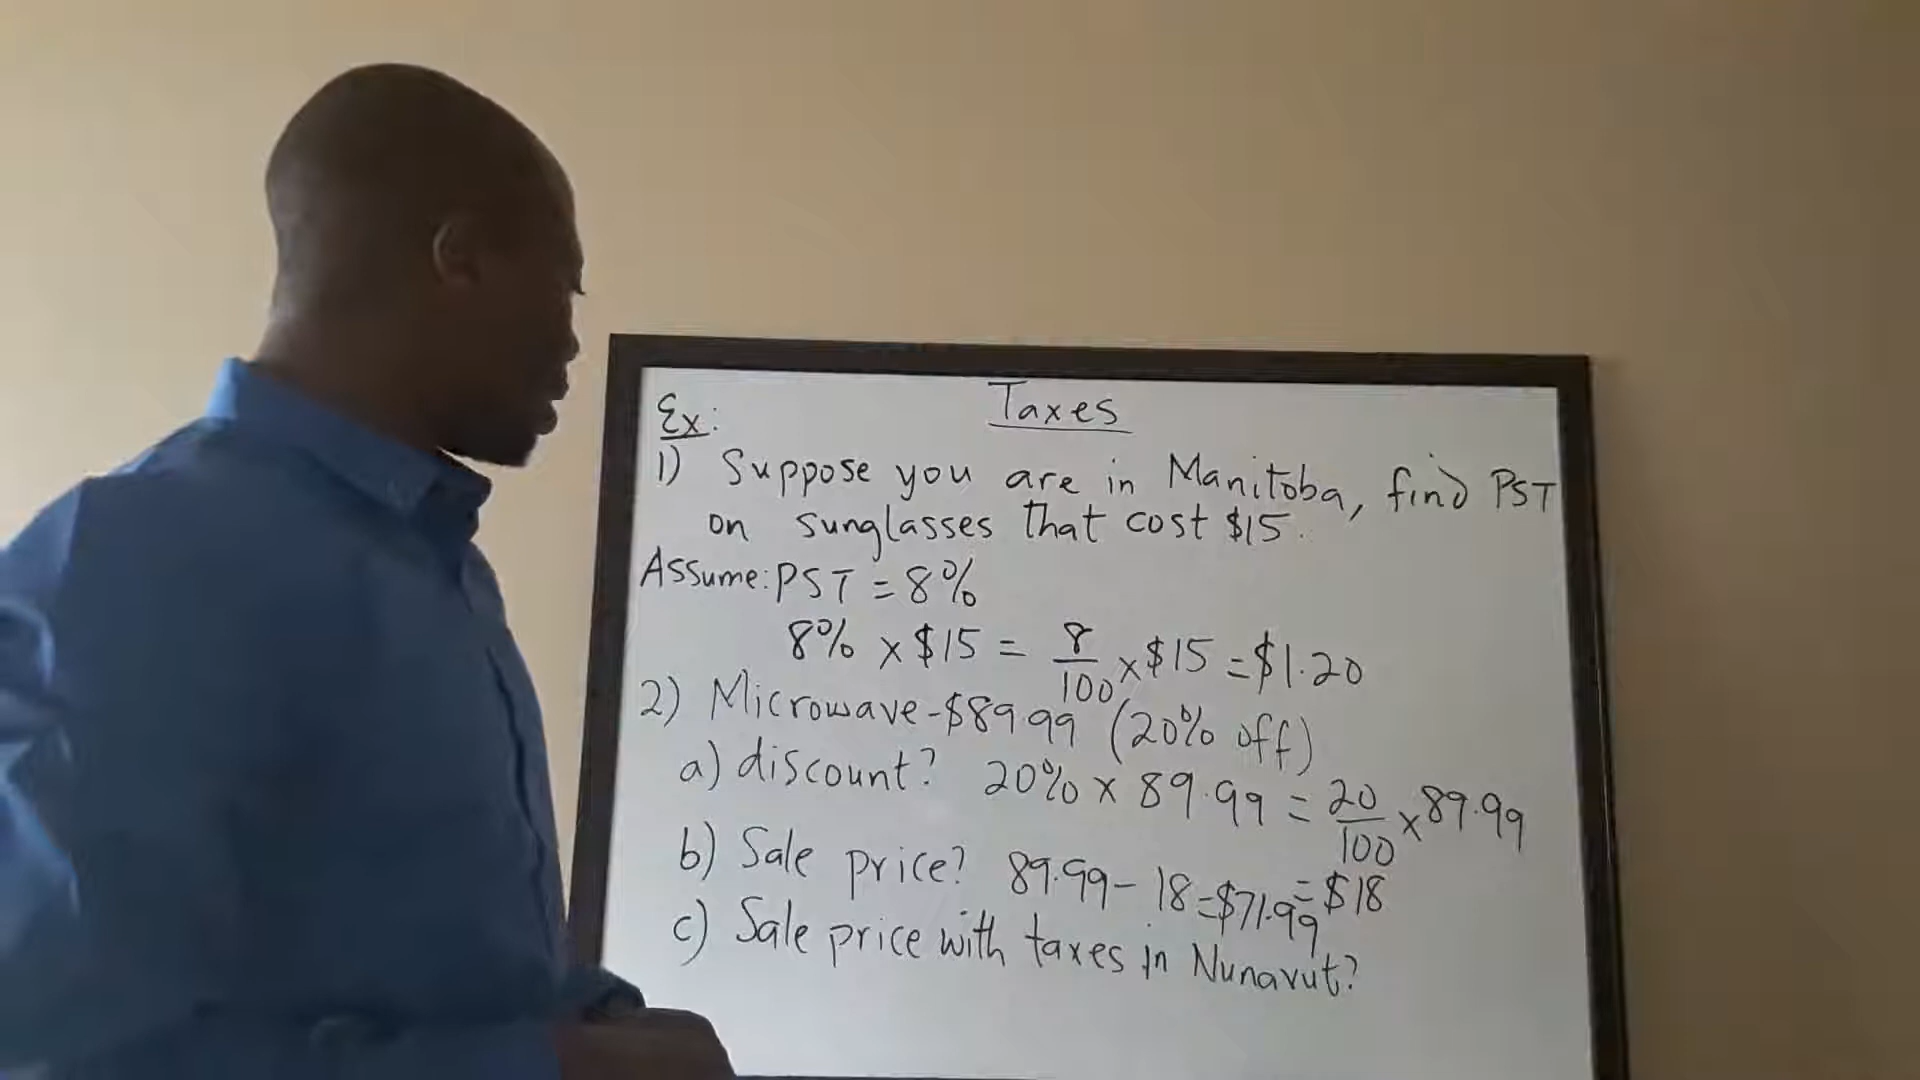 Taxes
Ex:
1) Suppose you are in Manitoba, find PST
on sunglasses that cost $15.
Assume: PST = 8%
8% x $15 = 8/100 x $15 = $1.20
2) Microwave - $89.99 (20% off)
a) discount? 20% x 89.99 = 20/100 x 89.99
= $18
b) Sale price? 89.99 - 18 = $71.99
c) Sale price with taxes in Nunavut?